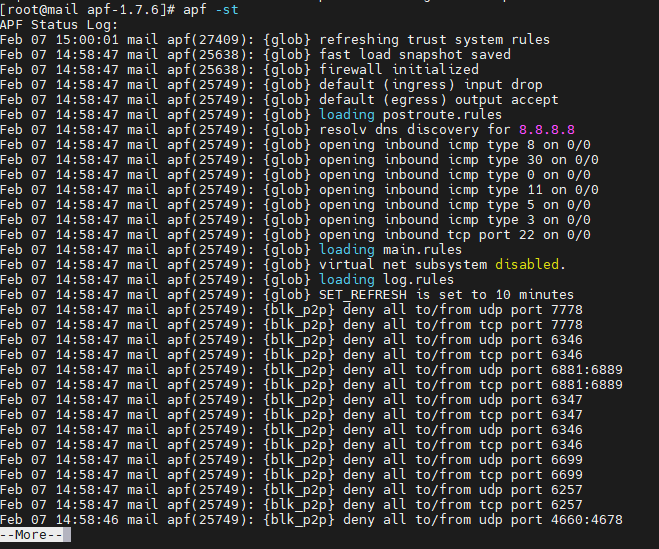 [root@mail apf-1.7.6]# apf -st
APF Status Log:
Feb 07 15:00:01 mail apf(27409): {glob} refreshing trust system rules
Feb 07 14:58:47 mail apf(25638): {glob} fast load snapshot saved
Feb 07 14:58:47 mail apf(25638): {glob} firewall initialized
Feb 07 14:58:47 mail apf(25749): {glob} default (ingress) input drop
Feb 07 14:58:47 mail apf(25749): {glob} default (egress) output accept
Feb 07 14:58:47 mail apf(25749): {glob} loading postroute.rules
Feb 07 14:58:47 mail apf(25749): {glob} resolv dns discovery for 8.8.8.8
Feb 07 14:58:47 mail apf(25749): {glob} opening inbound icmp type 8 on 0/0
Feb 07 14:58:47 mail apf(25749): {glob} opening inbound icmp type 30 on 0/0
Feb 07 14:58:47 mail apf(25749): {glob} opening inbound icmp type 0 on 0/0
Feb 07 14:58:47 mail apf(25749): {glob} opening inbound icmp type 11 on 0/0
Feb 07 14:58:47 mail apf(25749): {glob} opening inbound icmp type 5 on 0/0
Feb 07 14:58:47 mail apf(25749): {glob} opening inbound icmp type 3 on 0/0
Feb 07 14:58:47 mail apf(25749): {glob} opening inbound tcp port 22 on 0/0
Feb 07 14:58:47 mail apf(25749): {glob} loading main.rules
Feb 07 14:58:47 mail apf(25749): {glob} virtual net subsystem disabled.
Feb 07 14:58:47 mail apf(25749): {glob} loading log.rules
Feb 07 14:58:47 mail apf(25749): {glob} SET_REFRESH is set to 10 minutes
Feb 07 14:58:47 mail apf(25749): {blk_p2p} deny all to/from udp port 7778
Feb 07 14:58:47 mail apf(25749): {blk_p2p} deny all to/from tcp port 7778
Feb 07 14:58:47 mail apf(25749): {blk_p2p} deny all to/from udp port 6346
Feb 07 14:58:47 mail apf(25749): {blk_p2p} deny all to/from tcp port 6346
Feb 07 14:58:47 mail apf(25749): {blk_p2p} deny all to/from udp port 6881:6889
Feb 07 14:58:47 mail apf(25749): {blk_p2p} deny all to/from tcp port 6881:6889
Feb 07 14:58:47 mail apf(25749): {blk_p2p} deny all to/from udp port 6347
Feb 07 14:58:47 mail apf(25749): {blk_p2p} deny all to/from tcp port 6347
Feb 07 14:58:47 mail apf(25749): {blk_p2p} deny all to/from udp port 6346
Feb 07 14:58:47 mail apf(25749): {blk_p2p} deny all to/from tcp port 6346
Feb 07 14:58:47 mail apf(25749): {blk_p2p} deny all to/from udp port 6699
Feb 07 14:58:47 mail apf(25749): {blk_p2p} deny all to/from tcp port 6699
Feb 07 14:58:47 mail apf(25749): {blk_p2p} deny all to/from udp port 6257
Feb 07 14:58:47 mail apf(25749): {blk_p2p} deny all to/from tcp port 6257
Feb 07 14:58:46 mail apf(25749): {blk_p2p} deny all to/from udp port 4660:4678
--More--